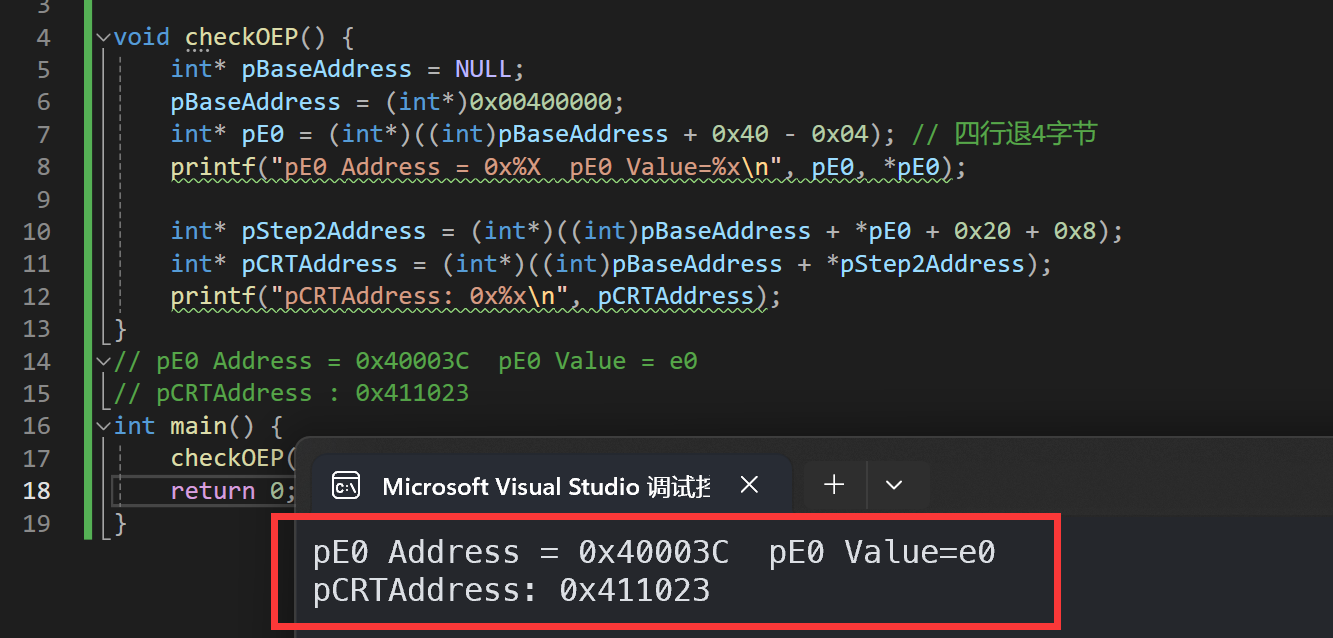 3
4 void checkOEP() {
5 int* pBaseAddress = NULL;
6 pBaseAddress = (int*)0x00400000;
7 int* pE0 = (int*)((int)pBaseAddress + 0x40 - 0x04); // 四行退4字节
8 printf("pE0 Address = 0x%X  pE0 Value=%x\n", pE0, *pE0);
9
10 int* pStep2Address = (int*)((int)pBaseAddress + *pE0 + 0x20 + 0x8);
11 int* pCRTAddress = (int*)((int)pBaseAddress + *pStep2Address);
12 printf("pCRTAddress: 0x%x\n", pCRTAddress);
13 }
14 // pE0 Address = 0x40003C  pE0 Value = e0
15 // pCRTAddress : 0x411023
16 int main() {
17 checkOEP(
18 return 0;
19 }
Microsoft Visual Studio 调试控
pE0 Address = 0x40003C  pE0 Value=e0
pCRTAddress: 0x411023